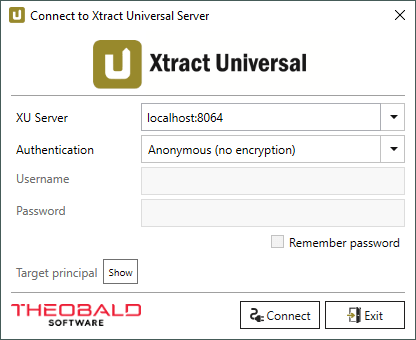 Connect to Xtract Universal Server
Xtract Universal
XU Server
localhost:8064
Authentication
Anonymous (no encryption)
Username
Password
Remember password
Target principal
Show
THEOBALD
SOFTWARE
Connect
Exit